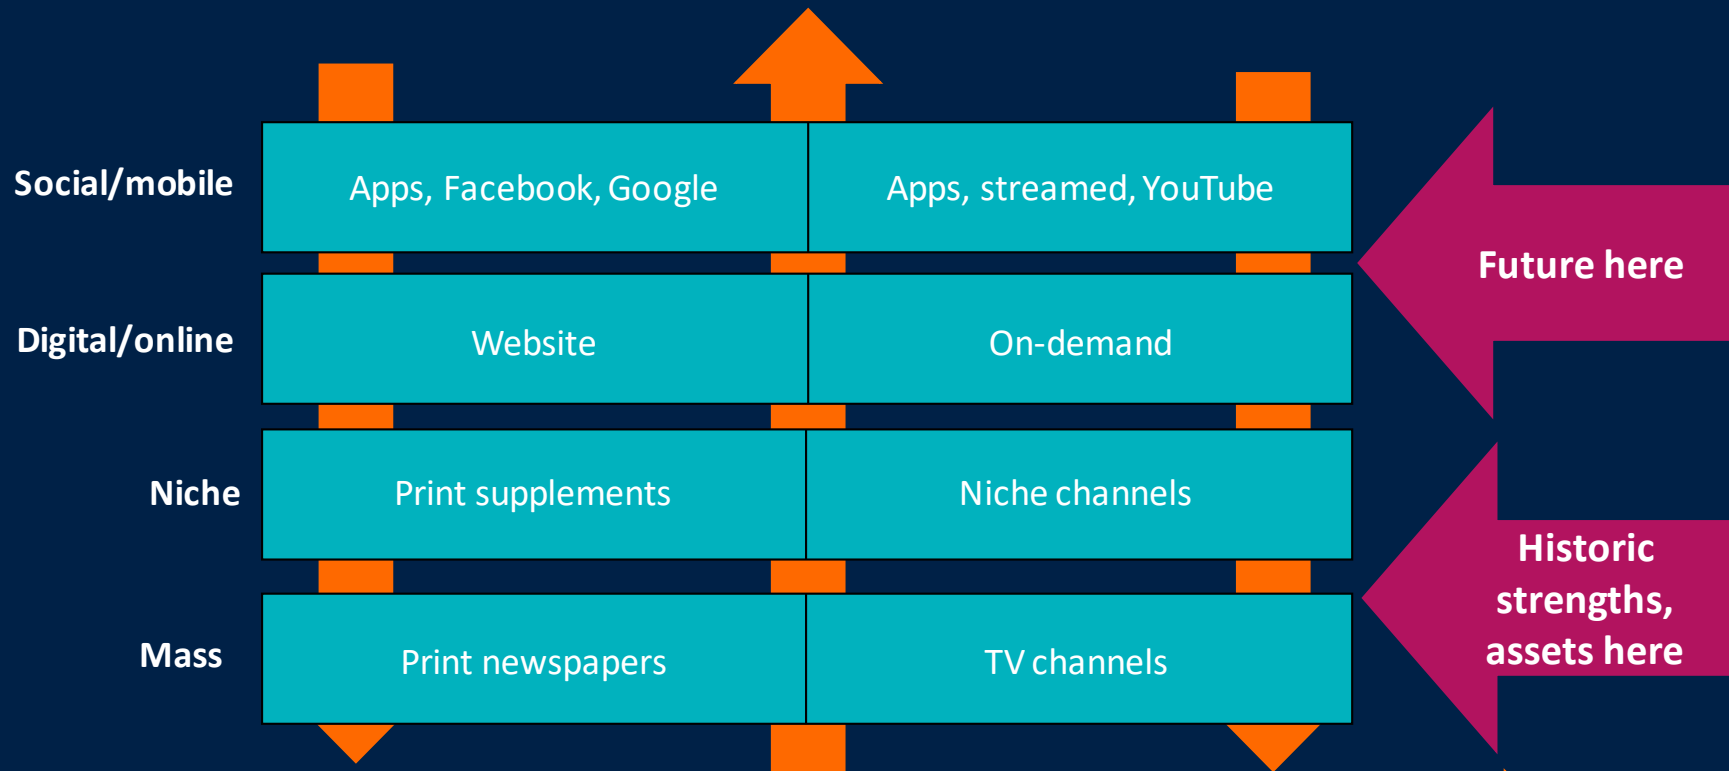 Social/mobile
Apps, Facebook, Google
Apps, streamed, YouTube
Future here
Digital/online
Website
On-demand
Niche
Print supplements
Niche channels
Historic
strengths,
assets here
Mass
Print newspapers
TV channels